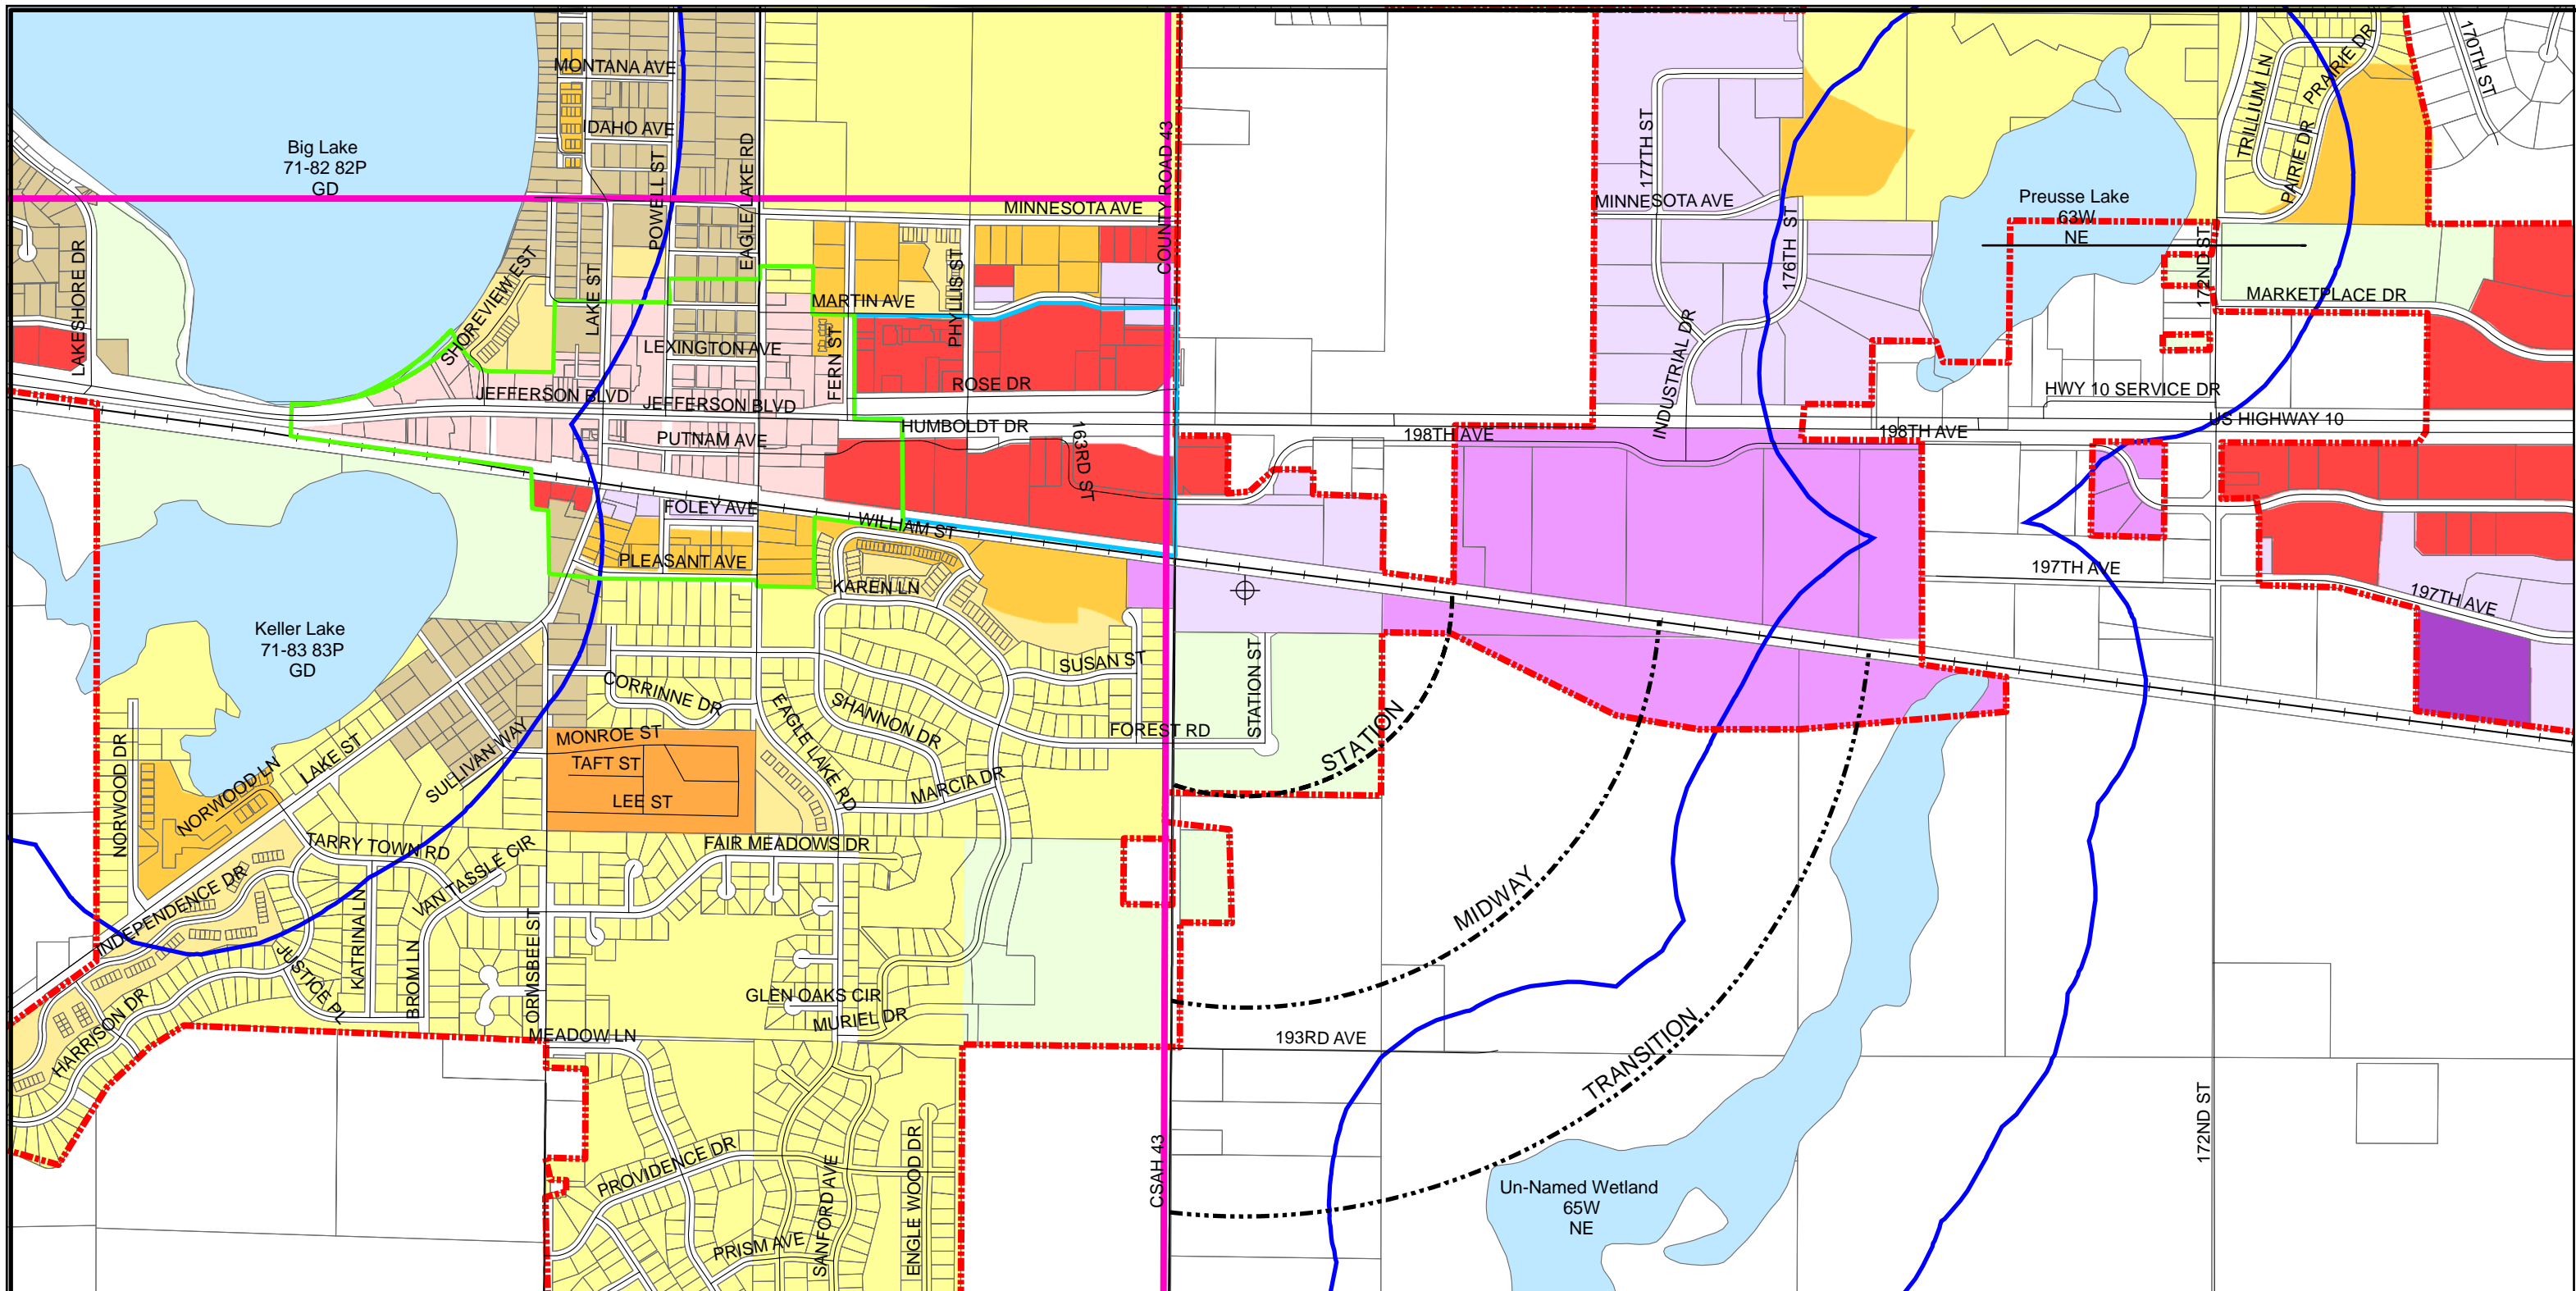 MONTANA AVE
IDAHO AVE
POWELL ST
EAGLE LAKE RD
Big Lake
71-82 82P
GD
LAKESHORE DR
SHOREVIEW EST
LAKE ST
MINNESOTA AVE
COUNTY ROAD 43
MARTIN AVE
PHYLLIS ST
FERN ST
LEXINGTON AVE
ROSE DR
JEFFERSON BLVD
JEFFERSON BLVD
HUMBOLDT DR
PUTNAM AVE
163RD ST
FOLEY AVE
WILLIAM ST
PLEASANT AVE
KAREN LN
177TH ST
MINNESOTA AVE
176TH ST
INDUSTRIAL DR
198TH AVE
198TH AVE
TRILLIUM LN
PRAIRIE DR
PAIRIE DR
170TH ST
Preusse Lake
63W
NE
172ND ST
MARKETPLACE DR
HWY 10 SERVICE DR
US HIGHWAY 10
197TH AVE
197TH AVE
Keller Lake
71-83 83P
GD
SUSAN ST
CORRINNE DR
SHANNON DR
EAGLE LAKE RD
FOREST RD
STATION ST
STATION
MONROE ST
TAFT ST
LEE ST
MARCIA DR
NORWOOD DR
NORWOOD LN
LAKE ST
SULLIVAN WAY
TARRY TOWN RD
VAN TASSLE CIR
FAIR MEADOWS DR
INDEPENDENCE DR
KATRINA LN
BROM LN
ORMSBEE ST
JUSTICE PL
HARRISON DR
GLEN OAKS CIR
MURIEL DR
MEADOW LN
MIDWAY
193RD AVE
TRANSITION
CSAH 43
172ND ST
PROVIDENCE DR
SANFORD AVE
ENGLE WOOD DR
PRISM AVE
Un-Named Wetland
65W
NE